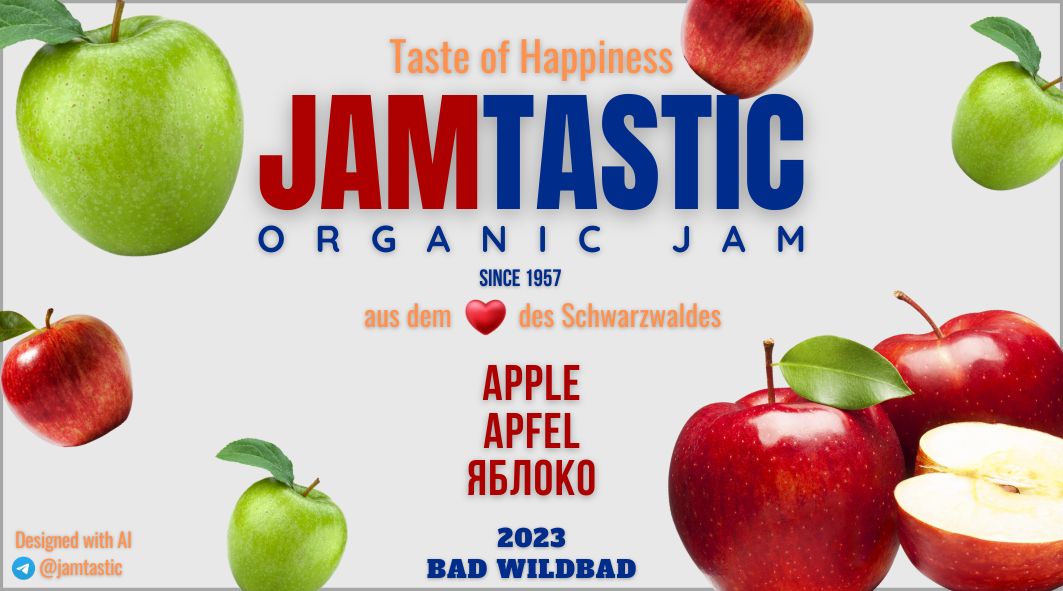 Taste of Happiness
JAMTASTIC
ORGANIC JAM
SINCE 1957
aus dem ❤️ des Schwarzwaldes
APPLE
APFEL
ЯБЛОКО
2023
BAD WILDBAD
Designed with AI
@jamtastic